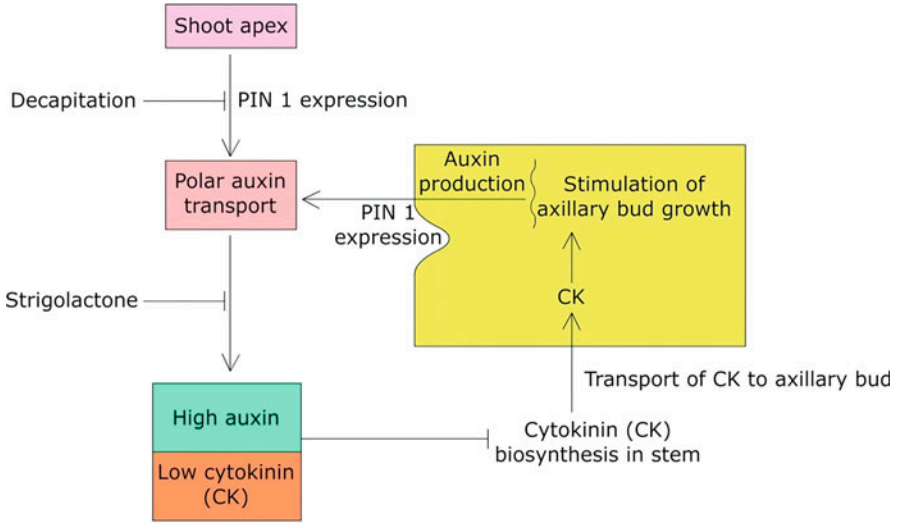 Shoot apex
Decapitation
PIN 1 expression
Polar auxin
transport
Auxin
production
Stimulation of
axillary bud growth
PIN 1
expression
Strigolactone
CK
Transport of CK to axillary bud
High auxin
Low cytokinin
(CK)
Cytokinin (CK)
biosynthesis in stem